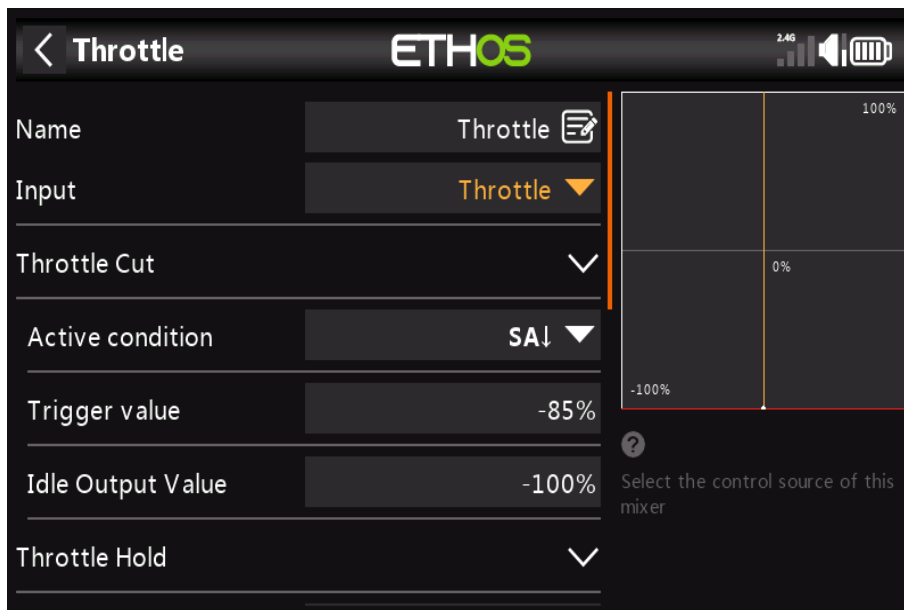 Throttle
ETHOS
2.4G
Name
Throttle
Input
Throttle
Throttle Cut
Active condition
SA↓
Trigger value
-85%
Idle Output Value
-100%
Throttle Hold
100%
0%
-100%
?
Select the control source of this
mixer